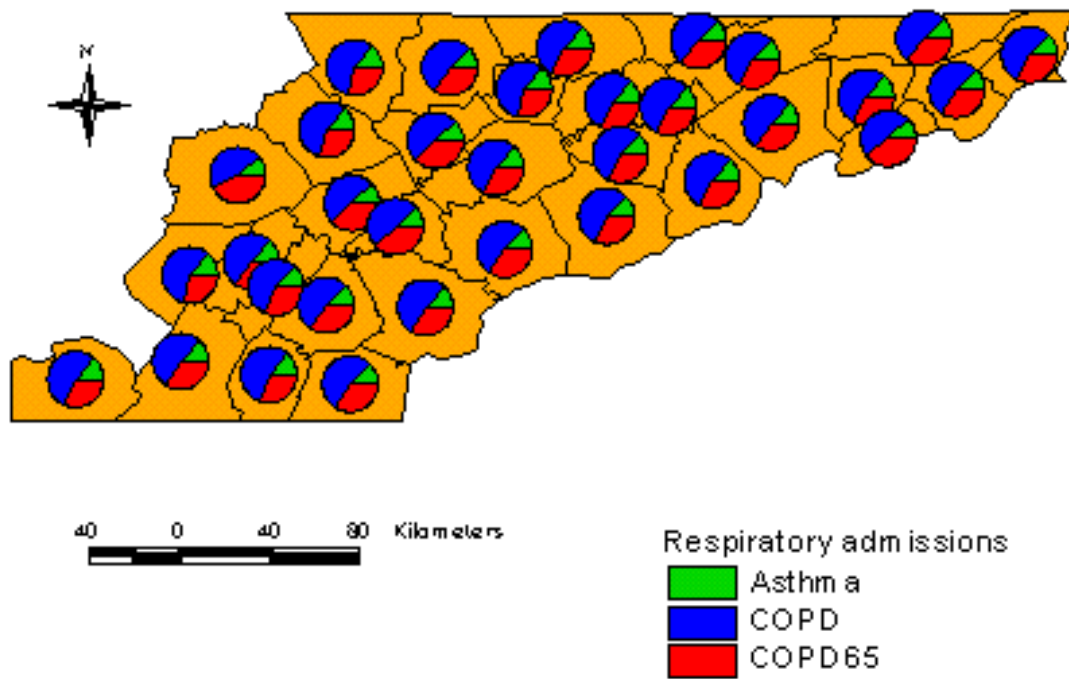 N
40 0 40 80 Kilometers
Respiratory admissions
Asthma
COPD
COPD65